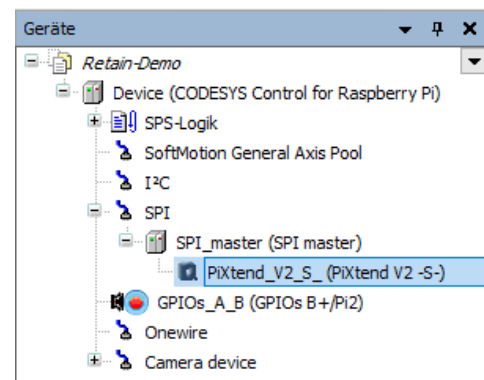 Geräte
Retain-Demo
Device (CODESYS Control for Raspberry Pi)
SPS-Logik
SoftMotion General Axis Pool
I²C
SPI
SPI_master (SPI master)
PiXtend_V2_S_ (PiXtend V2 -S-)
GPIOs_A_B (GPIOs B+/Pi2)
Onewire
Camera device